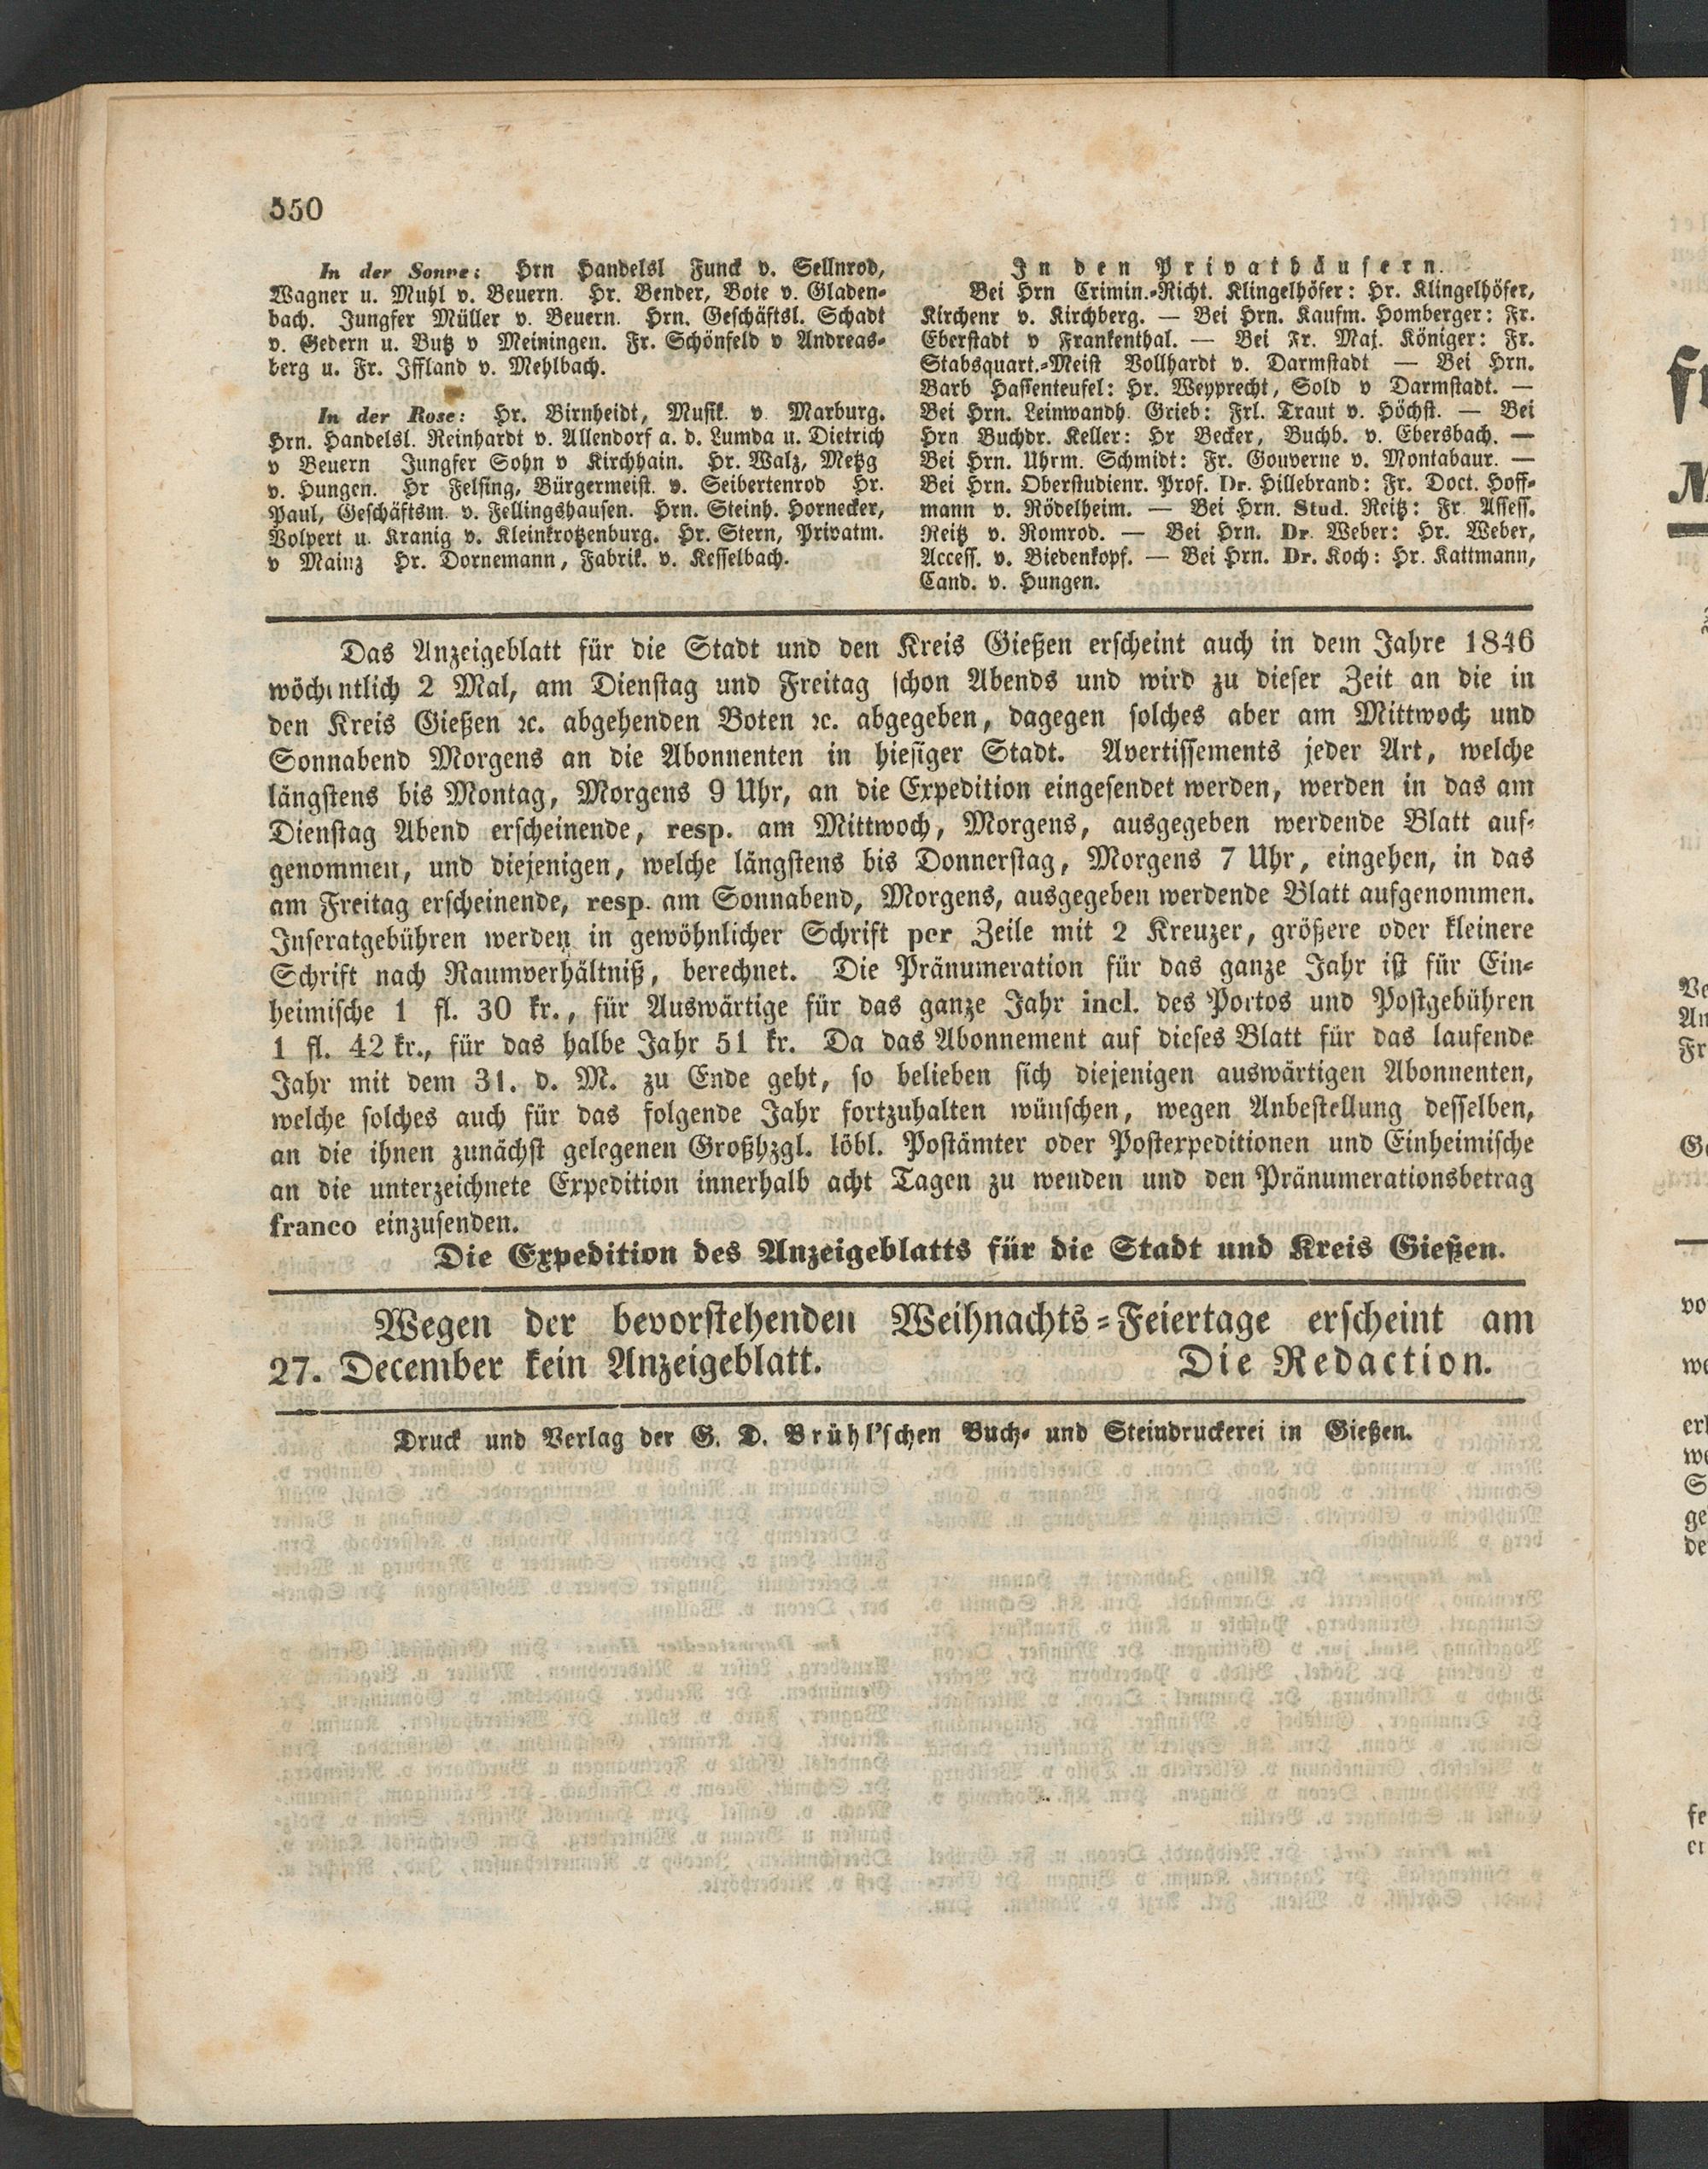 550
In der Sonne: Hrn Handelsl Funck v. Sellnrod,
Wagner u. Muhl v. Beuern. Hr. Bender, Bote v. Gladen-
bach. Jungfer Müller v. Beuern. Hrn. Geschäftsl. Schadt
v. Gedern u. Butz v Meiningen. Fr. Schönfeld v Andreas-
berg u. Fr. Iffland v. Mehlbach.
In der Rose: Hr. Birnheidt, Musik. v. Marburg.
Hrn. Handelsl. Reinhardt v. Allendorf a. d. Lumda u. Dietrich
v Beuern Jungfer Sohn v Kirchhain. Hr. Walz, Metzg
v. Hungen. Hr Felsing, Bürgermeist. v. Seibertenrod Hr.
Paul, Geschäftsm. v. Fellingshausen. Hrn. Steinh. Hornecker,
Volpert u. Kranig v. Kleinkrotzenburg. Hr. Stern, Privatm.
v Mainz Hr. Dornemann, Fabrik. v. Kesselbach.
In den Privathäusern.
Bei Hrn Crimin.-Richt. Klingelhöfer: Hr. Klingelhöfer,
Kirchenr v. Kirchberg. — Bei Hrn. Kaufm. Homberger: Fr.
Eberstadt v Frankenthal. — Bei Fr. Maj. Königer: Fr.
Stabsquart.-Meist Vollhardt v. Darmstadt — Bei Hrn.
Barb Hassenteufel: Hr. Weyprecht, Sold v Darmstadt. —
Bei Hrn. Leinwandh. Grieb: Frl. Traut v. Höchst. — Bei
Hrn Buchdr. Keller: Hr Becker, Buchb. v. Ebersbach. —
Bei Hrn. Uhrm. Schmidt: Fr. Gouverne v. Montabaur. —
Bei Hrn. Oberstudienr. Prof. Dr. Hillebrand: Fr. Doct. Hoff-
mann v. Rödelheim. — Bei Hrn. Stud. Reitz: Fr Assess.
Reitz v. Romrod. — Bei Hrn. Dr. Weber: Hr. Weber,
Access. v. Biedenkopf. — Bei Hrn. Dr. Koch: Hr. Kattmann,
Cand. v. Hungen.
Das Anzeigeblatt für die Stadt und den Kreis Gießen erscheint auch in dem Jahre 1846
wöchentlich 2 Mal, am Dienstag und Freitag schon Abends und wird zu dieser Zeit an die in
den Kreis Gießen ꝛc. abgehenden Boten ꝛc. abgegeben, dagegen solches aber am Mittwoch und
Sonnabend Morgens an die Abonnenten in hiesiger Stadt. Avertissements jeder Art, welche
längstens bis Montag, Morgens 9 Uhr, an die Expedition eingesendet werden, werden in das am
Dienstag Abend erscheinende, resp. am Mittwoch, Morgens, ausgegeben werdende Blatt auf-
genommen, und diejenigen, welche längstens bis Donnerstag, Morgens 7 Uhr, eingehen, in das
am Freitag erscheinende, resp. am Sonnabend, Morgens, ausgegeben werdende Blatt aufgenommen.
Inseratgebühren werden in gewöhnlicher Schrift per Zeile mit 2 Kreuzer, größere oder kleinere
Schrift nach Raumverhältniß, berechnet. Die Pränumeration für das ganze Jahr ist für Ein-
heimische 1 fl. 30 kr., für Auswärtige für das ganze Jahr incl. des Portos und Postgebühren
1 fl. 42 kr., für das halbe Jahr 51 kr. Da das Abonnement auf dieses Blatt für das laufende
Jahr mit dem 31. d. M. zu Ende geht, so belieben sich diejenigen auswärtigen Abonnenten,
welche solches auch für das folgende Jahr fortzuhalten wünschen, wegen Anbestellung desselben,
an die ihnen zunächst gelegenen Großhzgl. löbl. Postämter oder Postexpeditionen und Einheimische
an die unterzeichnete Expedition innerhalb acht Tagen zu wenden und den Pränumerationsbetrag
franco einzusenden.
Die Expedition des Anzeigeblatts für die Stadt und Kreis Gießen.
Wegen der bevorstehenden Weihnachts-Feiertage erscheint am
27. December kein Anzeigeblatt. Die Redaction.
Druck und Verlag der G. D. Brühl'schen Buch- und Steindruckerei in Gießen.